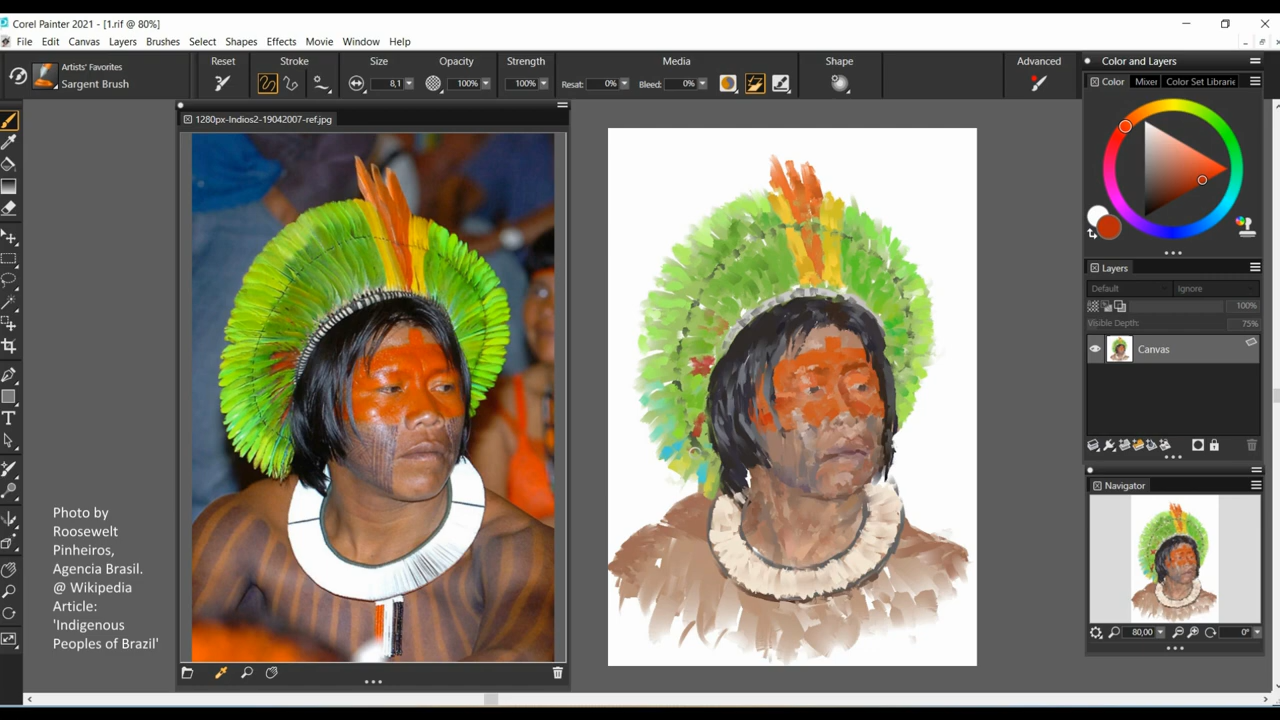 Corel Painter 2021 - [1.rif @ 80%]
File Edit Canvas Layers Brushes Select Shapes Effects Movie Window Help
Artists' Favorites
Sargent Brush
Reset
Stroke
Size
8,1
Opacity
100%
Strength
100%
Media
Resat: 0%
Bleed: 0%
Shape
Advanced
1280px-Indios2-19042007-ref.jpg
Photo by
Roosewelt
Pinheiros,
Agencia Brasil.
@ Wikipedia
Article:
'Indigenous
Peoples of Brazil'
Color and Layers
Color Mixer Color Set Librarie
Layers
Default Ignore
100%
Visible Depth: 75%
Canvas
Navigator
80,00 0°